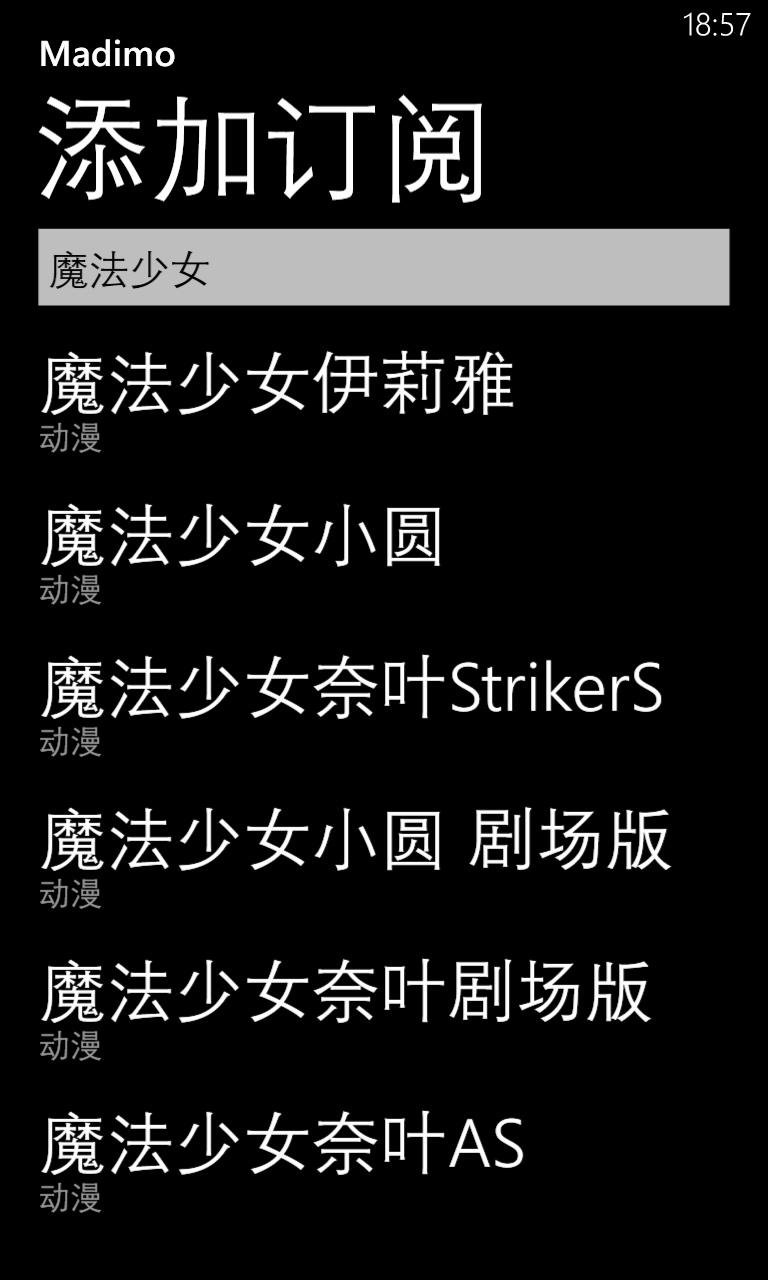 18:57
Madimo
添加订阅
魔法少女
魔法少女伊莉雅
动漫
魔法少女小圆
动漫
魔法少女奈叶StrikerS
动漫
魔法少女小圆 剧场版
动漫
魔法少女奈叶剧场版
动漫
魔法少女奈叶AS
动漫